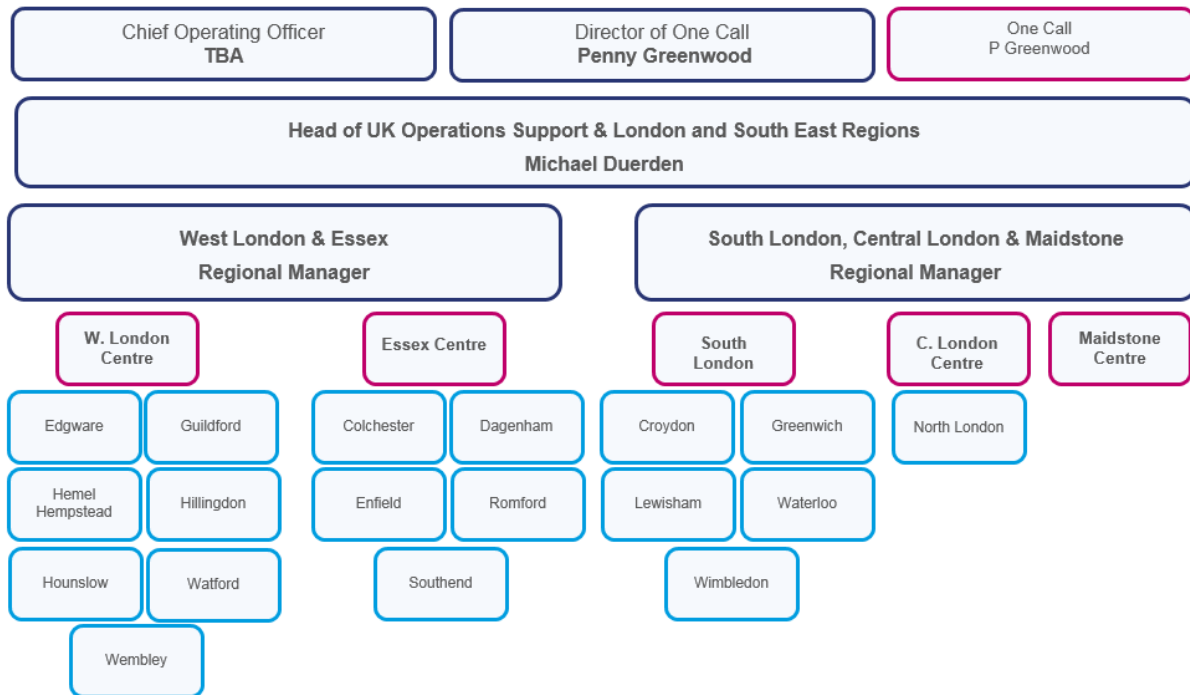 Chief Operating Officer
TBA
Director of One Call
Penny Greenwood
One Call
P Greenwood
Head of UK Operations Support & London and South East Regions
Michael Duerden
West London & Essex
Regional Manager
South London, Central London & Maidstone
Regional Manager
W. London
Centre
Essex Centre
South
London
C. London
Centre
Maidstone
Centre
Edgware
Guildford
Colchester
Dagenham
Croydon
Greenwich
North London
Hemel
Hempstead
Hillingdon
Enfield
Romford
Lewisham
Waterloo
Hounslow
Watford
Southend
Wimbledon
Wembley